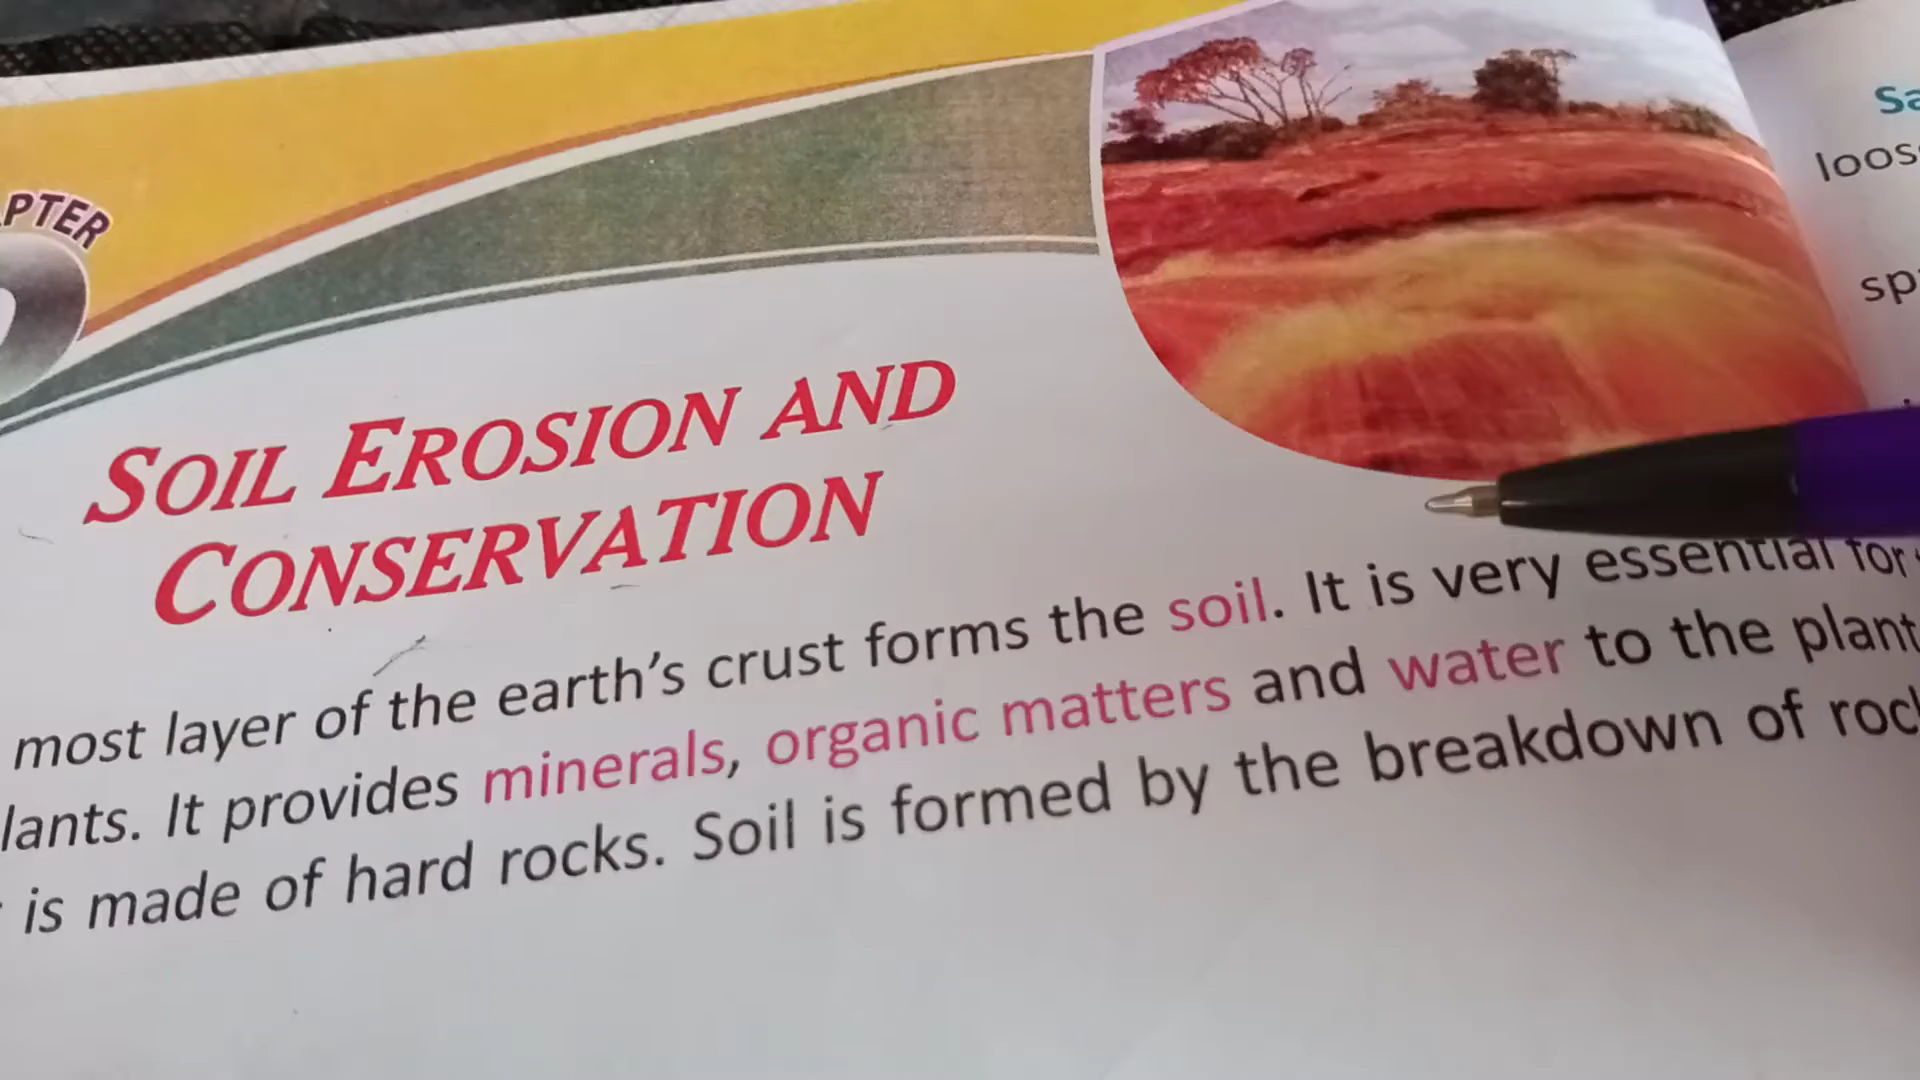 PTER
SOIL EROSION AND
CONSERVATION
most layer of the earth's crust forms the soil. It is very essential for
lants. It provides minerals, organic matters and water to the plant
is made of hard rocks. Soil is formed by the breakdown of roc
Sa
loos
sp